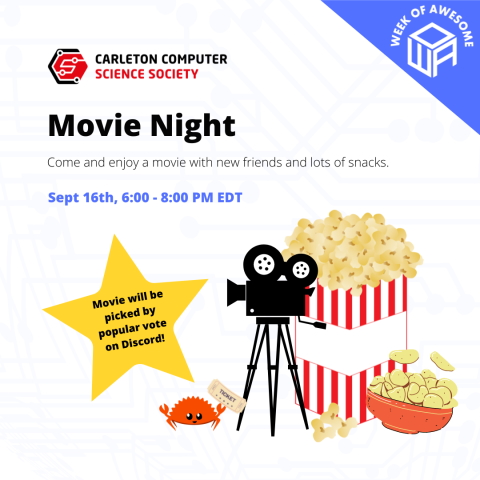 WEEK OF AWESOME
WA
CARLETON COMPUTER
SCIENCE SOCIETY
Movie Night
Come and enjoy a movie with new friends and lots of snacks.
Sept 16th, 6:00 - 8:00 PM EDT
Movie will be
picked by
popular vote
on Discord!
TICKET